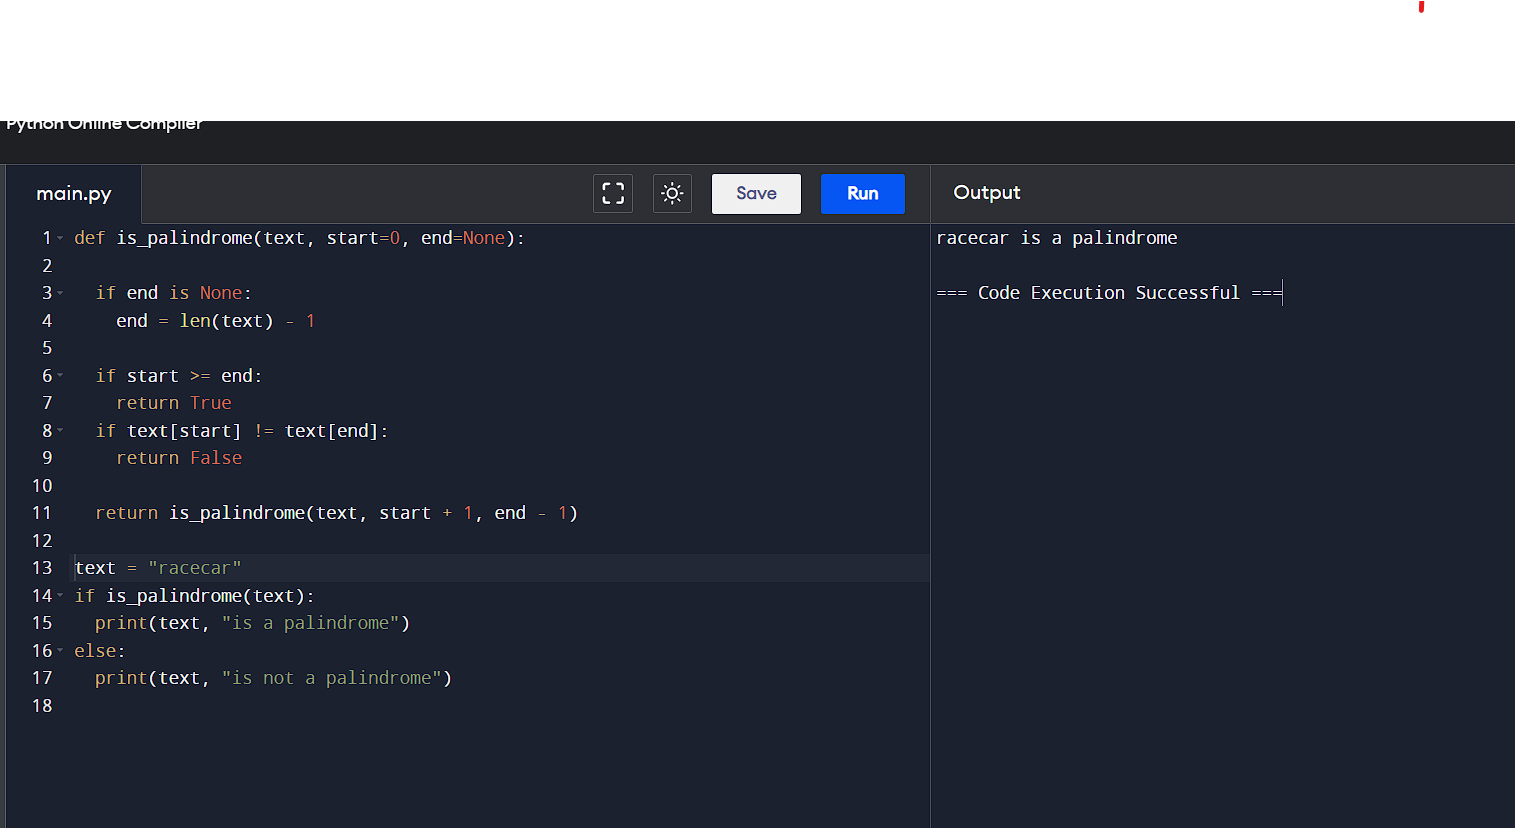 Python Online Compiler
main.py
Save
Run
Output
1 def is_palindrome(text, start=0, end=None):
2
3   if end is None:
4     end = len(text) - 1
5
6   if start >= end:
7     return True
8   if text[start] != text[end]:
9     return False
10
11   return is_palindrome(text, start + 1, end - 1)
12
13 text = "racecar"
14 if is_palindrome(text):
15   print(text, "is a palindrome")
16 else:
17   print(text, "is not a palindrome")
18
racecar is a palindrome
=== Code Execution Successful ===